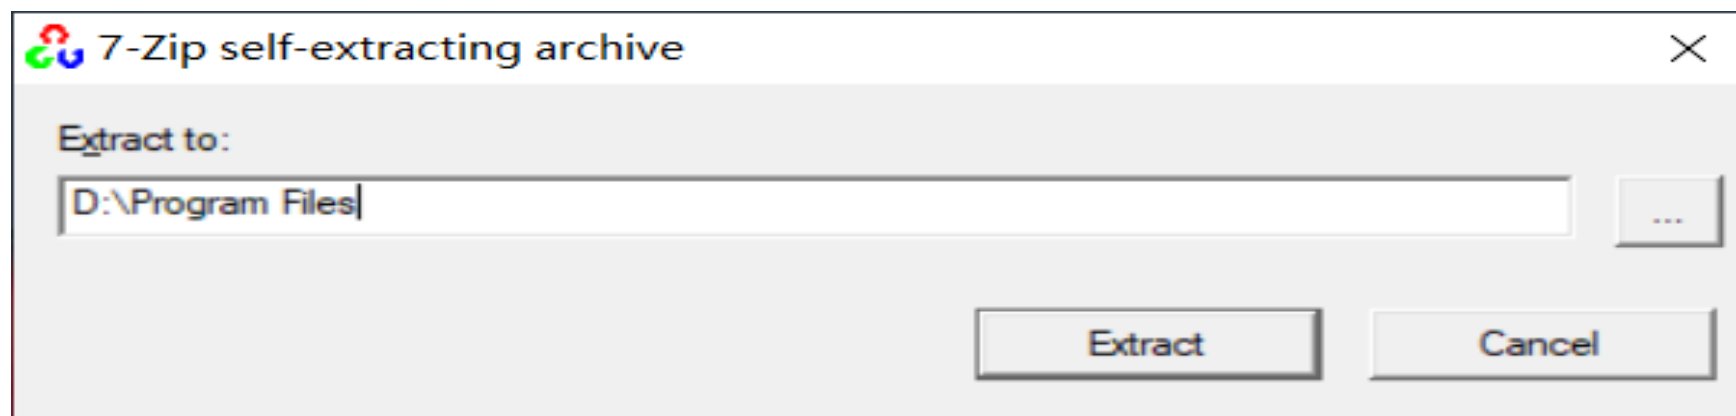 7-Zip self-extracting archive
Extract to:
D:\Program Files
...
Extract
Cancel